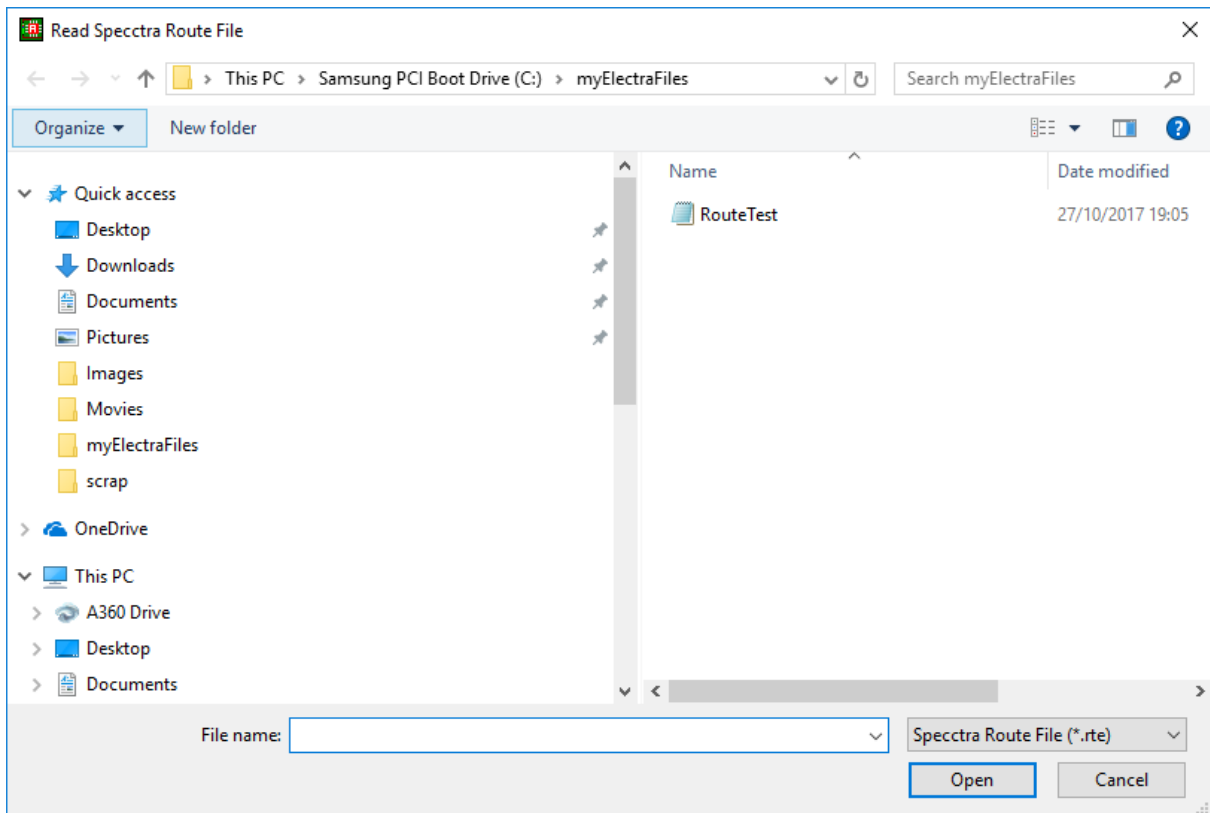 Read Specctra Route File
This PC > Samsung PCI Boot Drive (C:) > myElectraFiles
Search myElectraFiles
Organize
New folder
?
Quick access
Desktop
Downloads
Documents
Pictures
Images
Movies
myElectraFiles
scrap
OneDrive
This PC
A360 Drive
Desktop
Documents
Name
Date modified
RouteTest
27/10/2017 19:05
File name:
Specctra Route File (*.rte)
Open
Cancel